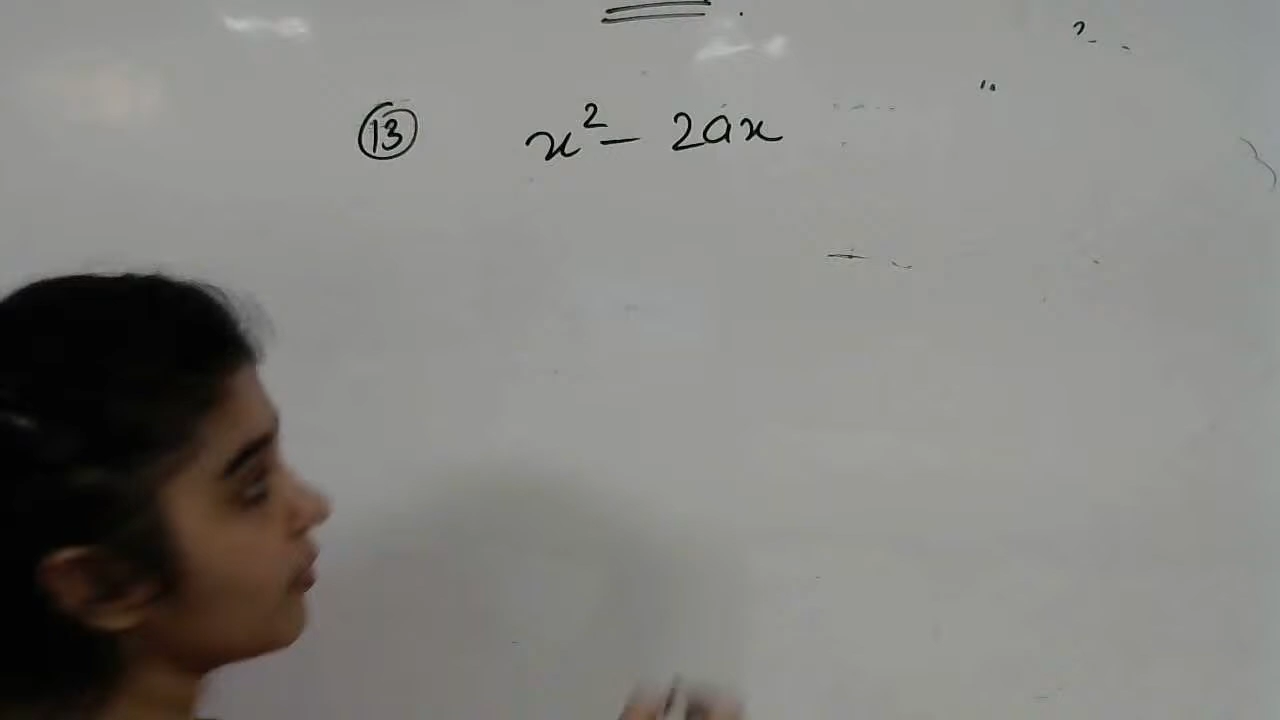 ⑬ x² - 2ax